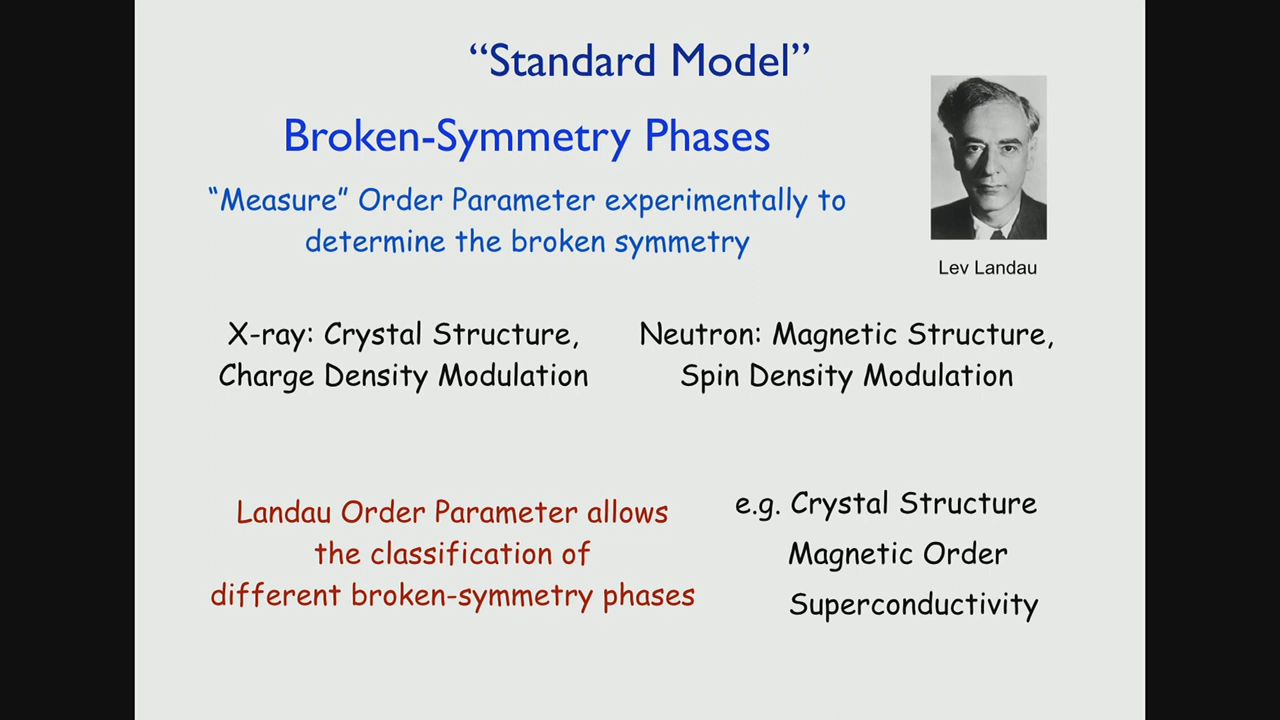 “Standard Model”
Broken-Symmetry Phases
“Measure” Order Parameter experimentally to
determine the broken symmetry
Lev Landau
X-ray: Crystal Structure,
Charge Density Modulation
Neutron: Magnetic Structure,
Spin Density Modulation
Landau Order Parameter allows
the classification of
different broken-symmetry phases
e.g. Crystal Structure
Magnetic Order
Superconductivity